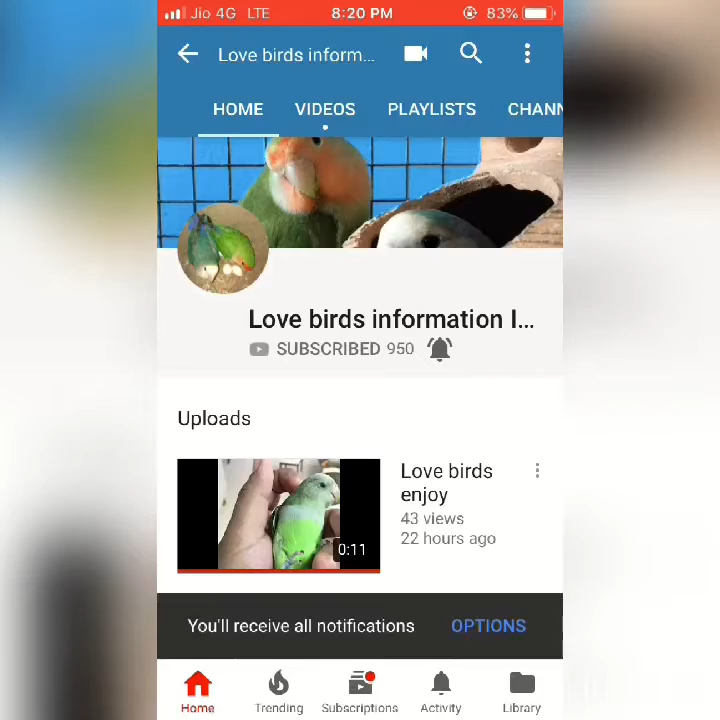 Jio 4G LTE 8:20 PM 83%
Love birds inform...
HOME VIDEOS PLAYLISTS CHANN
Love birds information I...
SUBSCRIBED 950
Uploads
Love birds
enjoy
43 views
22 hours ago
0:11
You'll receive all notifications OPTIONS
Home Trending Subscriptions Activity Library